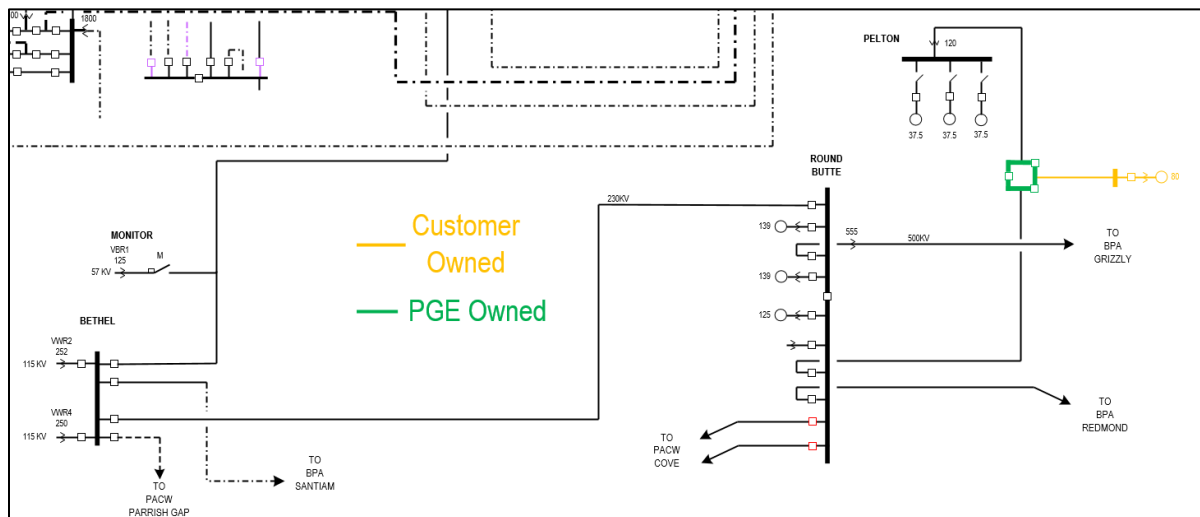 00
1800
PELTON
120
37.5
37.5
37.5
ROUND
BUTTE
80
230KV
139
555
500KV
TO
BPA
GRIZZLY
Customer
Owned
PGE Owned
MONITOR
VBR1
125
57 KV
M
139
125
BETHEL
VWR2
252
115 KV
VWR4
250
115 KV
TO
PACW
PARRISH GAP
TO
BPA
SANTIAM
TO
PACW
COVE
TO
BPA
REDMOND